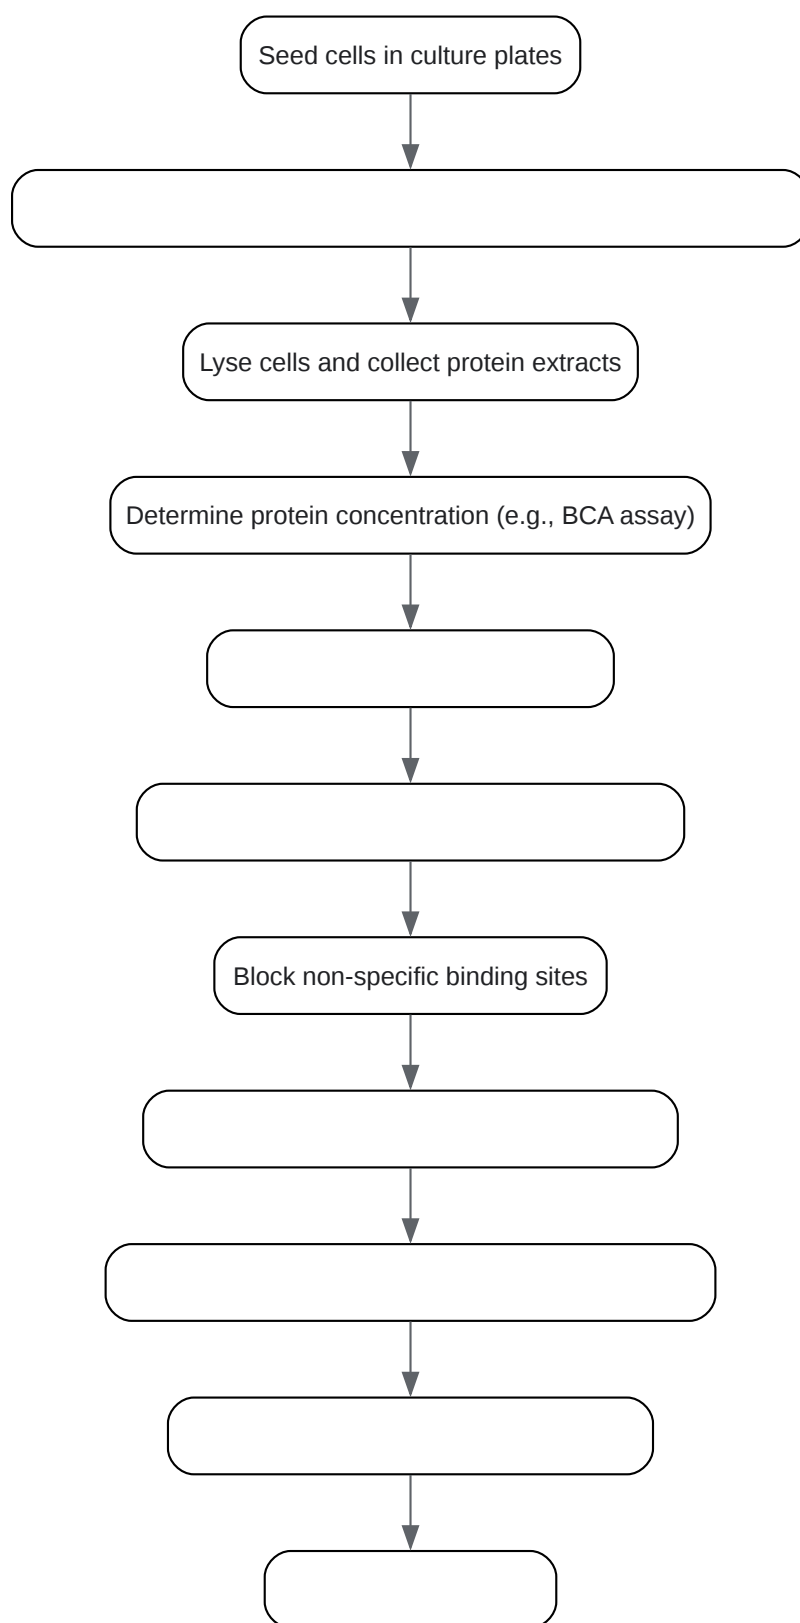 Seed cells in culture plates
Lyse cells and collect protein extracts
Determine protein concentration (e.g., BCA assay)
Block non-specific binding sites